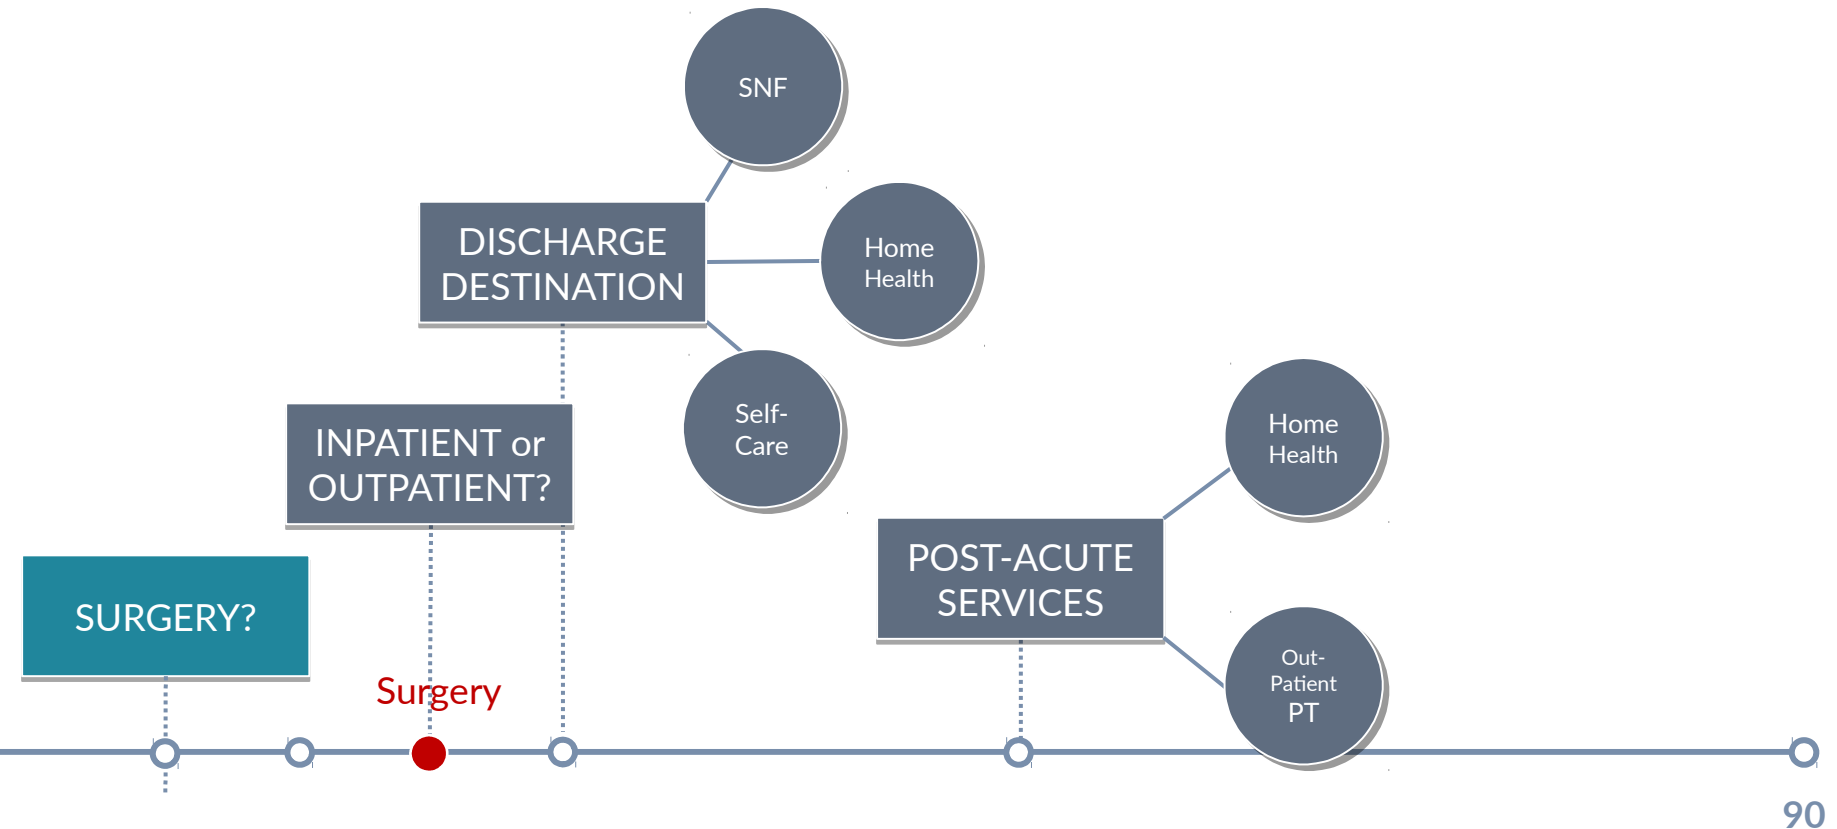 SNF
DISCHARGE
DESTINATION
Home
Health
Self-
Care
INPATIENT or
OUTPATIENT?
Home
Health
POST-ACUTE
SERVICES
SURGERY?
Out-
Patient
PT
Surgery
90